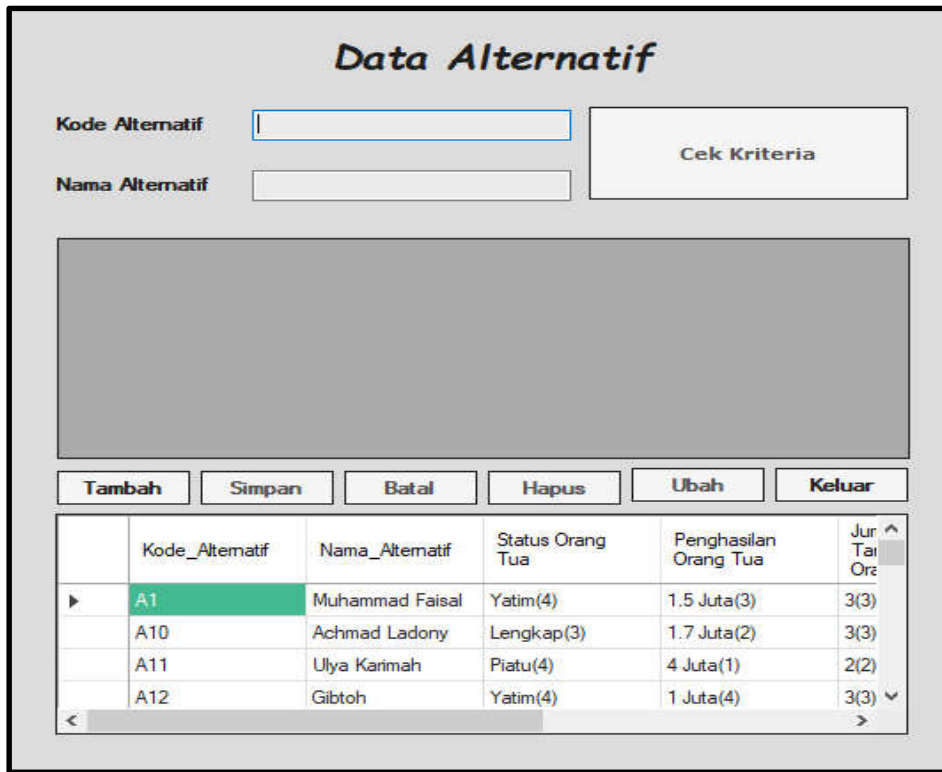 Data Alternatif
Kode Alternatif
Cek Kriteria
Nama Alternatif
Tambah Simpan Batal Hapus Ubah Keluar
Kode_Alternatif Nama_Alternatif Status Orang Tua Penghasilan Orang Tua Jur Tar Ora
A1 Muhammad Faisal Yatim(4) 1.5 Juta(3) 3(3)
A10 Achmad Ladony Lengkap(3) 1.7 Juta(2) 3(3)
A11 Ulya Karimah Piatu(4) 4 Juta(1) 2(2)
A12 Gibtoh Yatim(4) 1 Juta(4) 3(3)